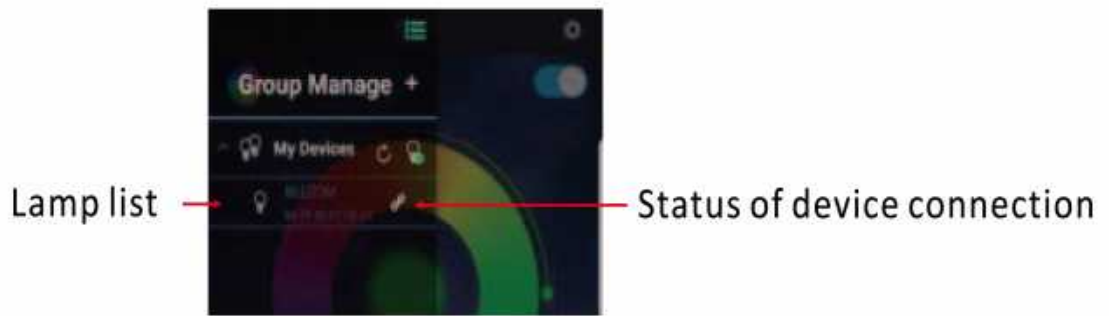 Group Manage +
My Devices
Lamp list
Status of device connection